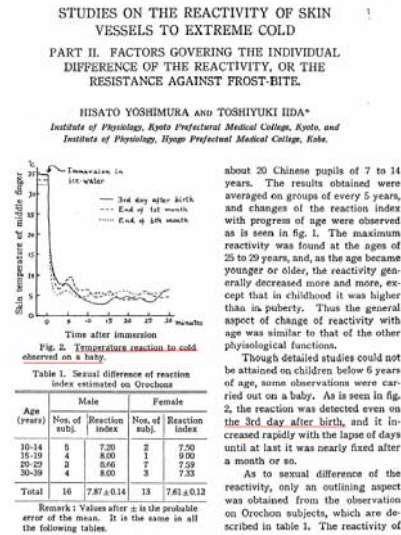 STUDIES ON THE REACTIVITY OF SKIN
VESSELS TO EXTREME COLD
PART II. FACTORS GOVERING THE INDIVIDUAL
DIFFERENCE OF THE REACTIVITY, OR THE
RESISTANCE AGAINST FROST-BITE.
HISATO YOSHIMURA AND TOSHIYUKI IIDA*
Institute of Physiology, Kyoto Prefectural Medical College, Kyoto, and
Institute of Physiology, Hyogo Prefectual Medical College, Kobe.
°C
Immersion in
ice-water
3rd day after birth
End of 1st month
End of 6th month
Skin temperature of middle finger
0 5 10 15 20 25 30 minutes
Time after immersion
Fig. 2. Temperature reaction to cold
observed on a baby.
Table 1. Sexual difference of reaction
index estimated on Orochons
Age (years) Male Female
Nos. of subj. Reaction index Nos. of subj. Reaction index
10-14 5 7.20 2 7.50
15-19 4 8.00 1 9.00
20-29 3 8.66 7 7.59
30-39 4 8.00 3 7.33
Total 16 7.87±0.14 13 7.61±0.12
Remark: Values after ± is the probable
error of the mean. It is the same in all
the following tables.
about 20 Chinese pupils of 7 to 14
years. The results obtained were
averaged on groups of every 5 years,
and changes of the reaction index
with progress of age were observed
as is seen in fig. 1. The maximum
reactivity was found at the ages of
25 to 29 years, and, as the age became
younger or older, the reactivity gen-
erally decreased more and more, ex-
cept that in childhood it was higher
than in puberty. Thus the general
aspect of change of reactivity with
age was similar to that of the other
phyisological functions.
Though detailed studies could not
be attained on children below 6 years
of age, some observations were car-
ried out on a baby. As is seen in fig.
2, the reaction was detected even on
the 3rd day after birth, and it in-
creased rapidly with the lapse of days
until at last it was nearly fixed after
a month or so.
As to sexual difference of the
reactivity, only an outlining aspect
was obtained from the observation
on Orochon subjects, which are de-
scribed in table 1. The reactivity of